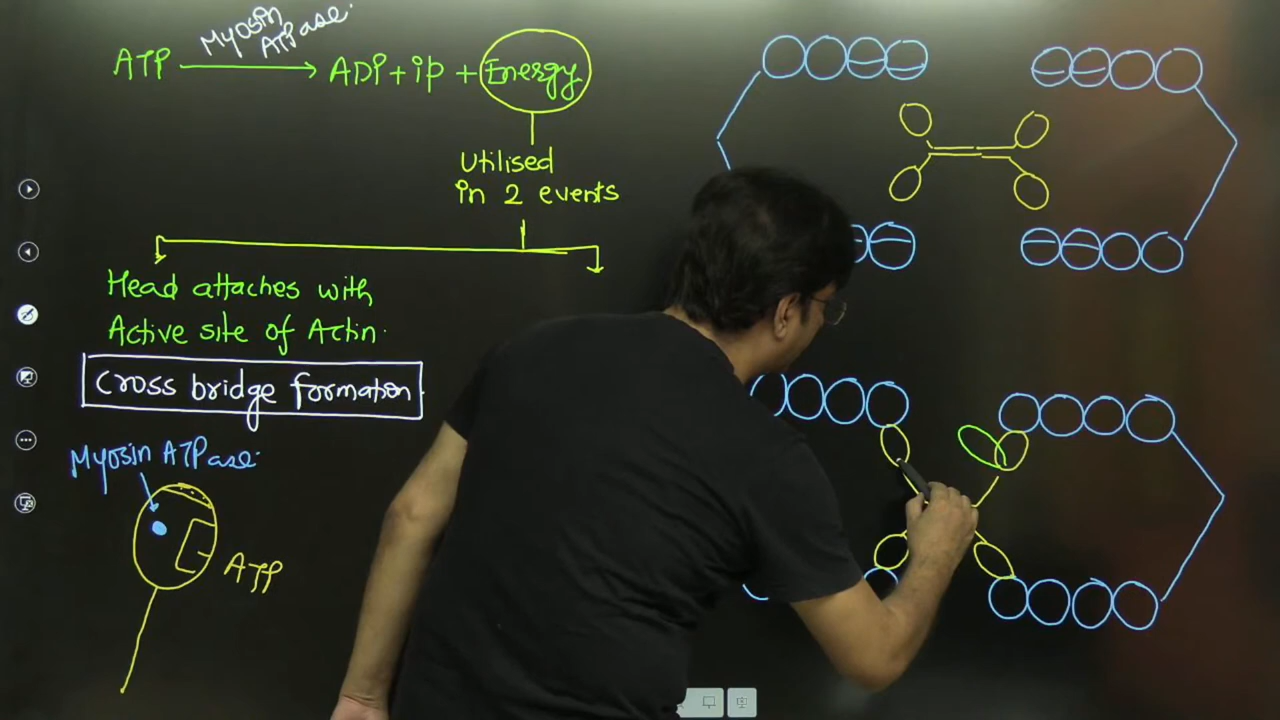 ATP
Myosin
ATPase.
ADP + ip + Energy
Utilised
in 2 events
Head attaches with
Active site of Actin.
Cross bridge formation
Myosin ATPase.
ATP